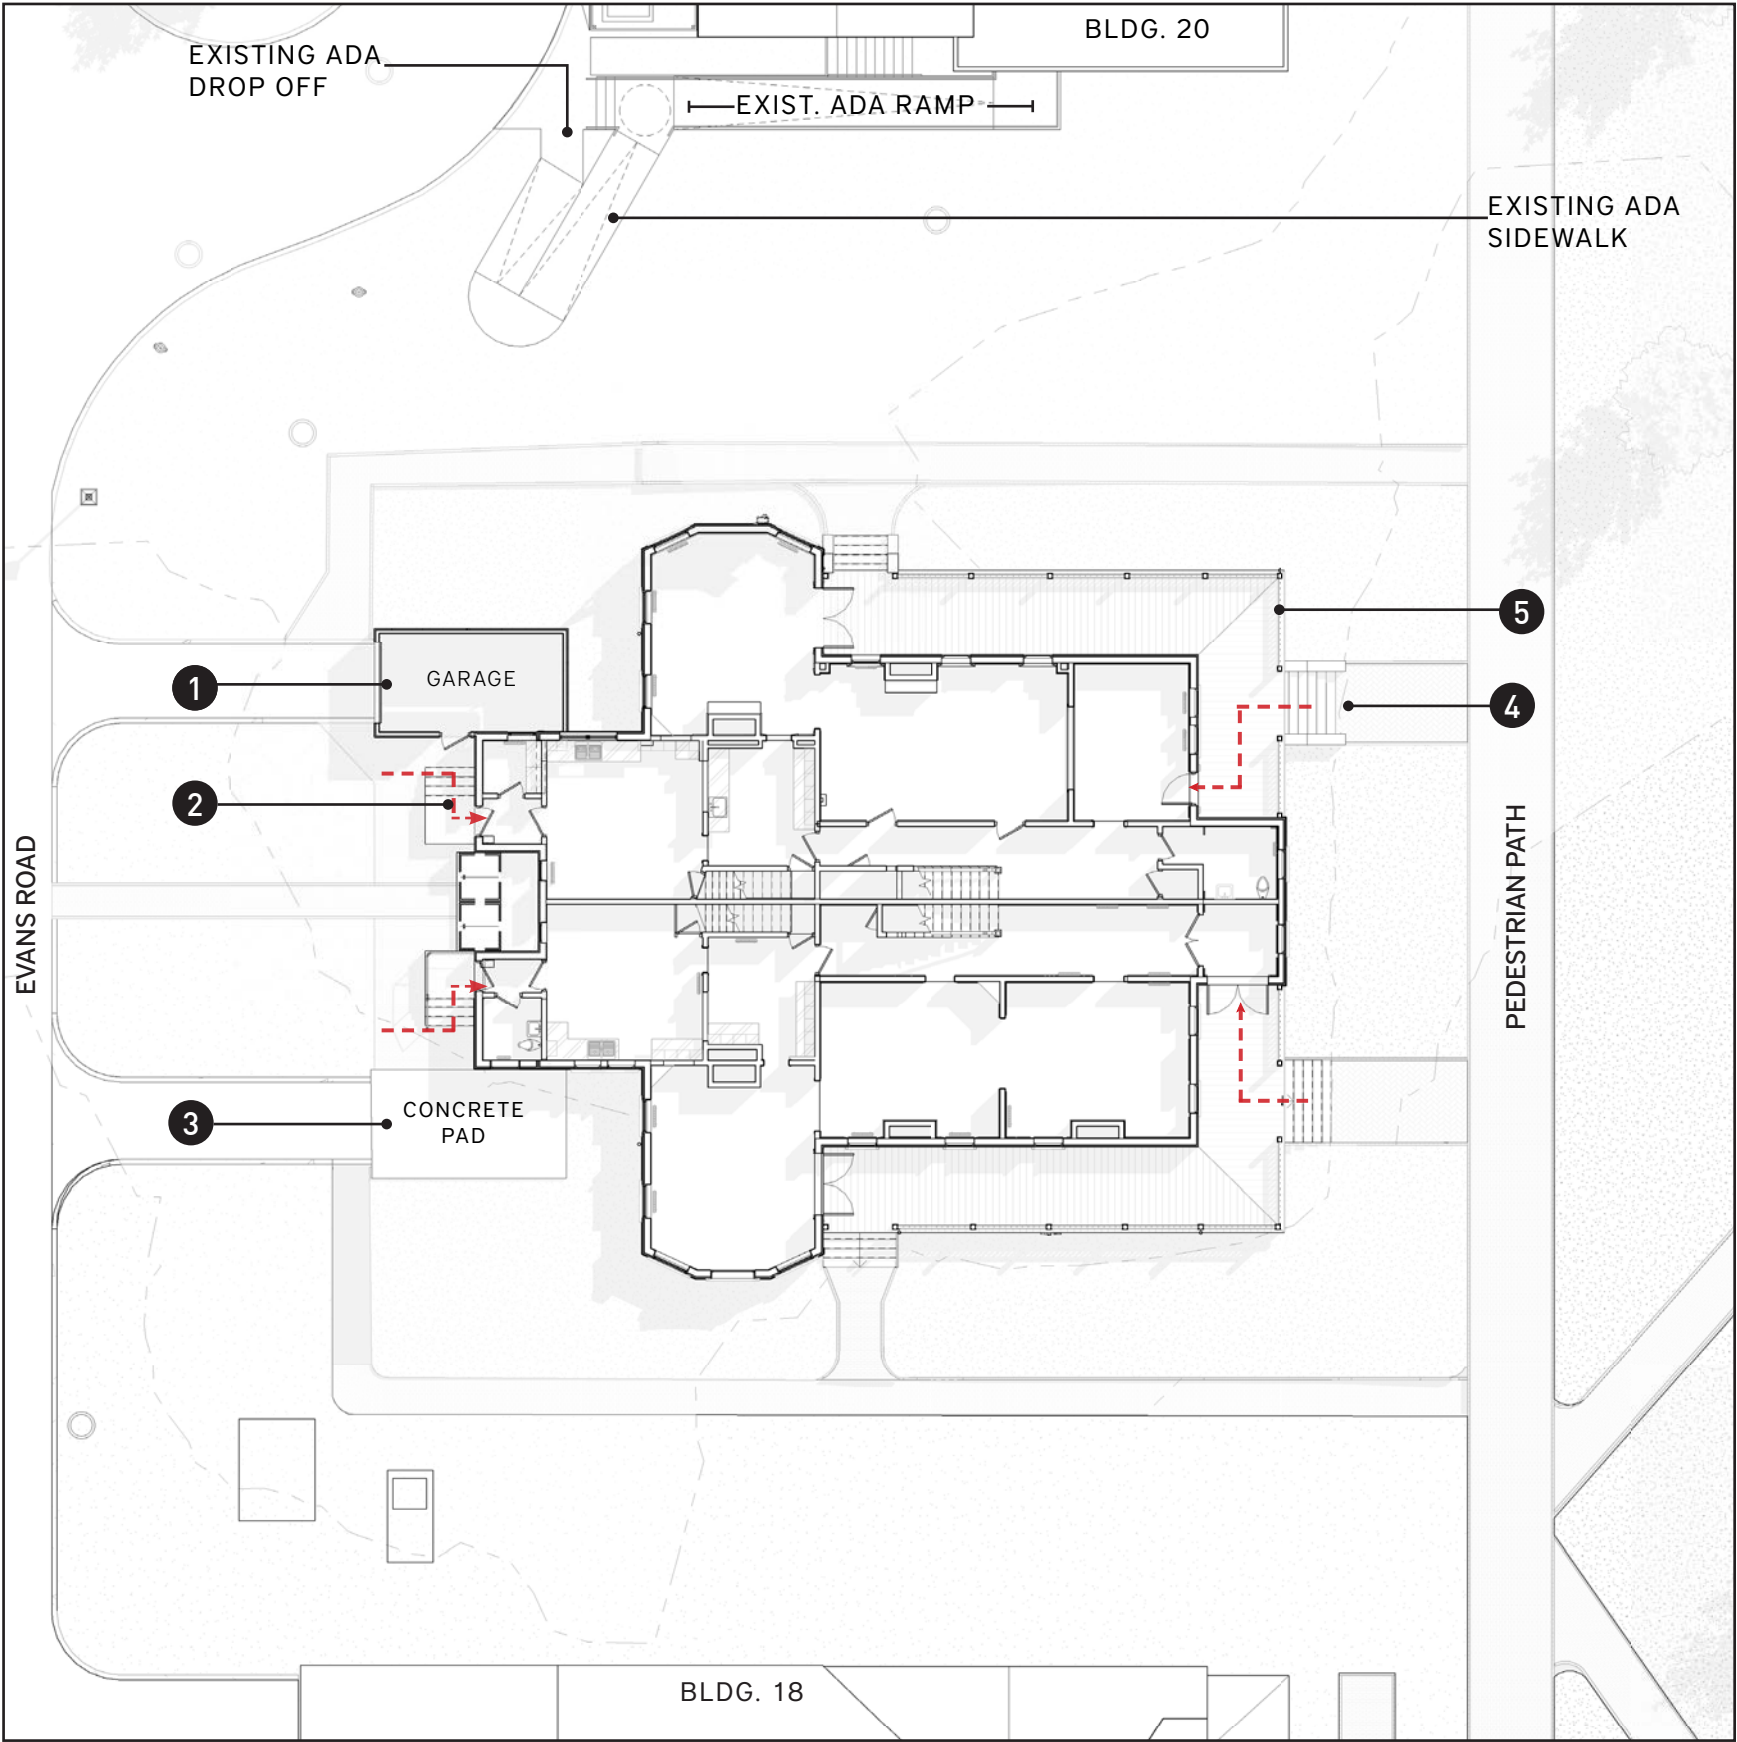 BLDG. 20
EXISTING ADA
DROP OFF
EXIST. ADA RAMP
EXISTING ADA
SIDEWALK
5
1
GARAGE
4
2
EVANS ROAD
PEDESTRIAN PATH
3
CONCRETE
PAD
BLDG. 18